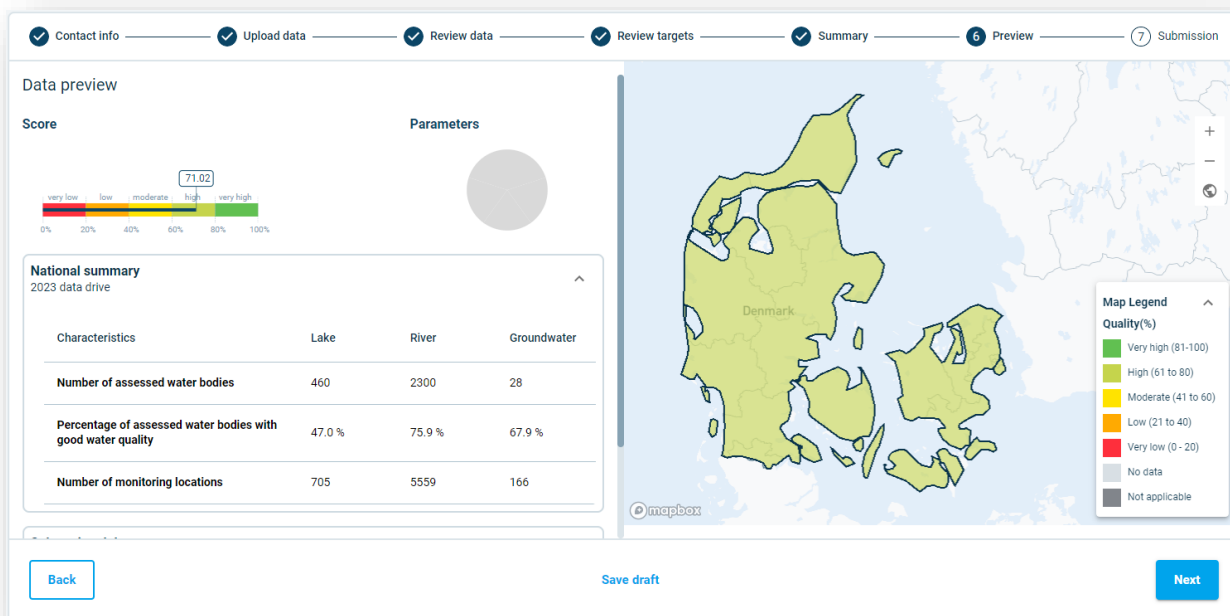 Contact info
Upload data
Review data
Review targets
Summary
6 Preview
7 Submission
Data preview
Score
Parameters
71.02
very low low moderate high very high
0% 20% 40% 60% 80% 100%
National summary
2023 data drive
Characteristics Lake River Groundwater
Number of assessed water bodies 460 2300 28
Percentage of assessed water bodies with
good water quality 47.0 % 75.9 % 67.9 %
Number of monitoring locations 705 5559 166
Denmark
mapbox
Map Legend
Quality(%)
Very high (81-100)
High (61 to 80)
Moderate (41 to 60)
Low (21 to 40)
Very low (0 - 20)
No data
Not applicable
Back
Save draft
Next